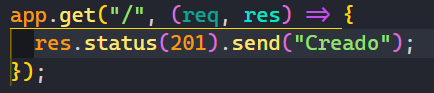 app.get("/", (req, res) => {
  res.status(201).send("Creado");
});